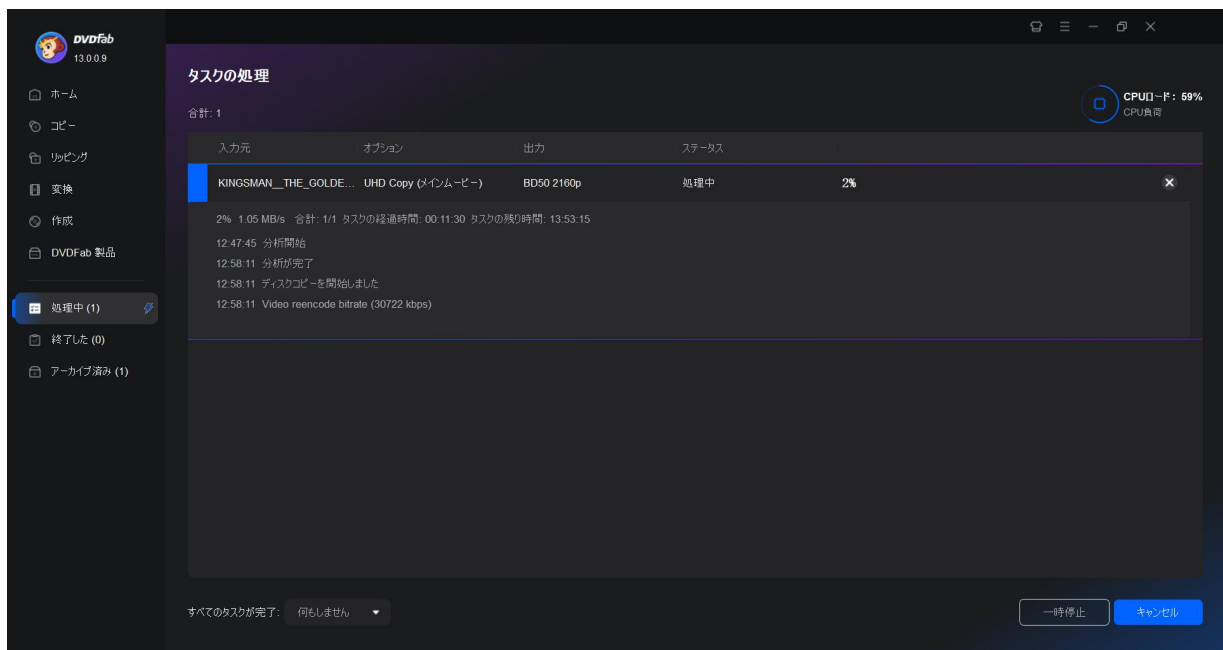 DVDFab
13.0.0.9
ホーム
コピー
リッピング
変換
作成
DVDFab 製品
処理中 (1)
終了した (0)
アーカイブ済み (1)
タスクの処理
合計: 1
CPUロード: 59%
CPU負荷
入力元 オプション 出力 ステータス
KINGSMAN__THE_GOLDE... UHD Copy (メインムービー) BD50 2160p 処理中 2%
2% 1.05 MB/s 合計: 1/1 タスクの経過時間: 00:11:30 タスクの残り時間: 13:53:15
12:47:45 分析開始
12:58:11 分析が完了
12:58:11 ディスクコピーを開始しました
12:58:11 Video reencode bitrate (30722 kbps)
すべてのタスクが完了: 何もしません
一時停止 キャンセル